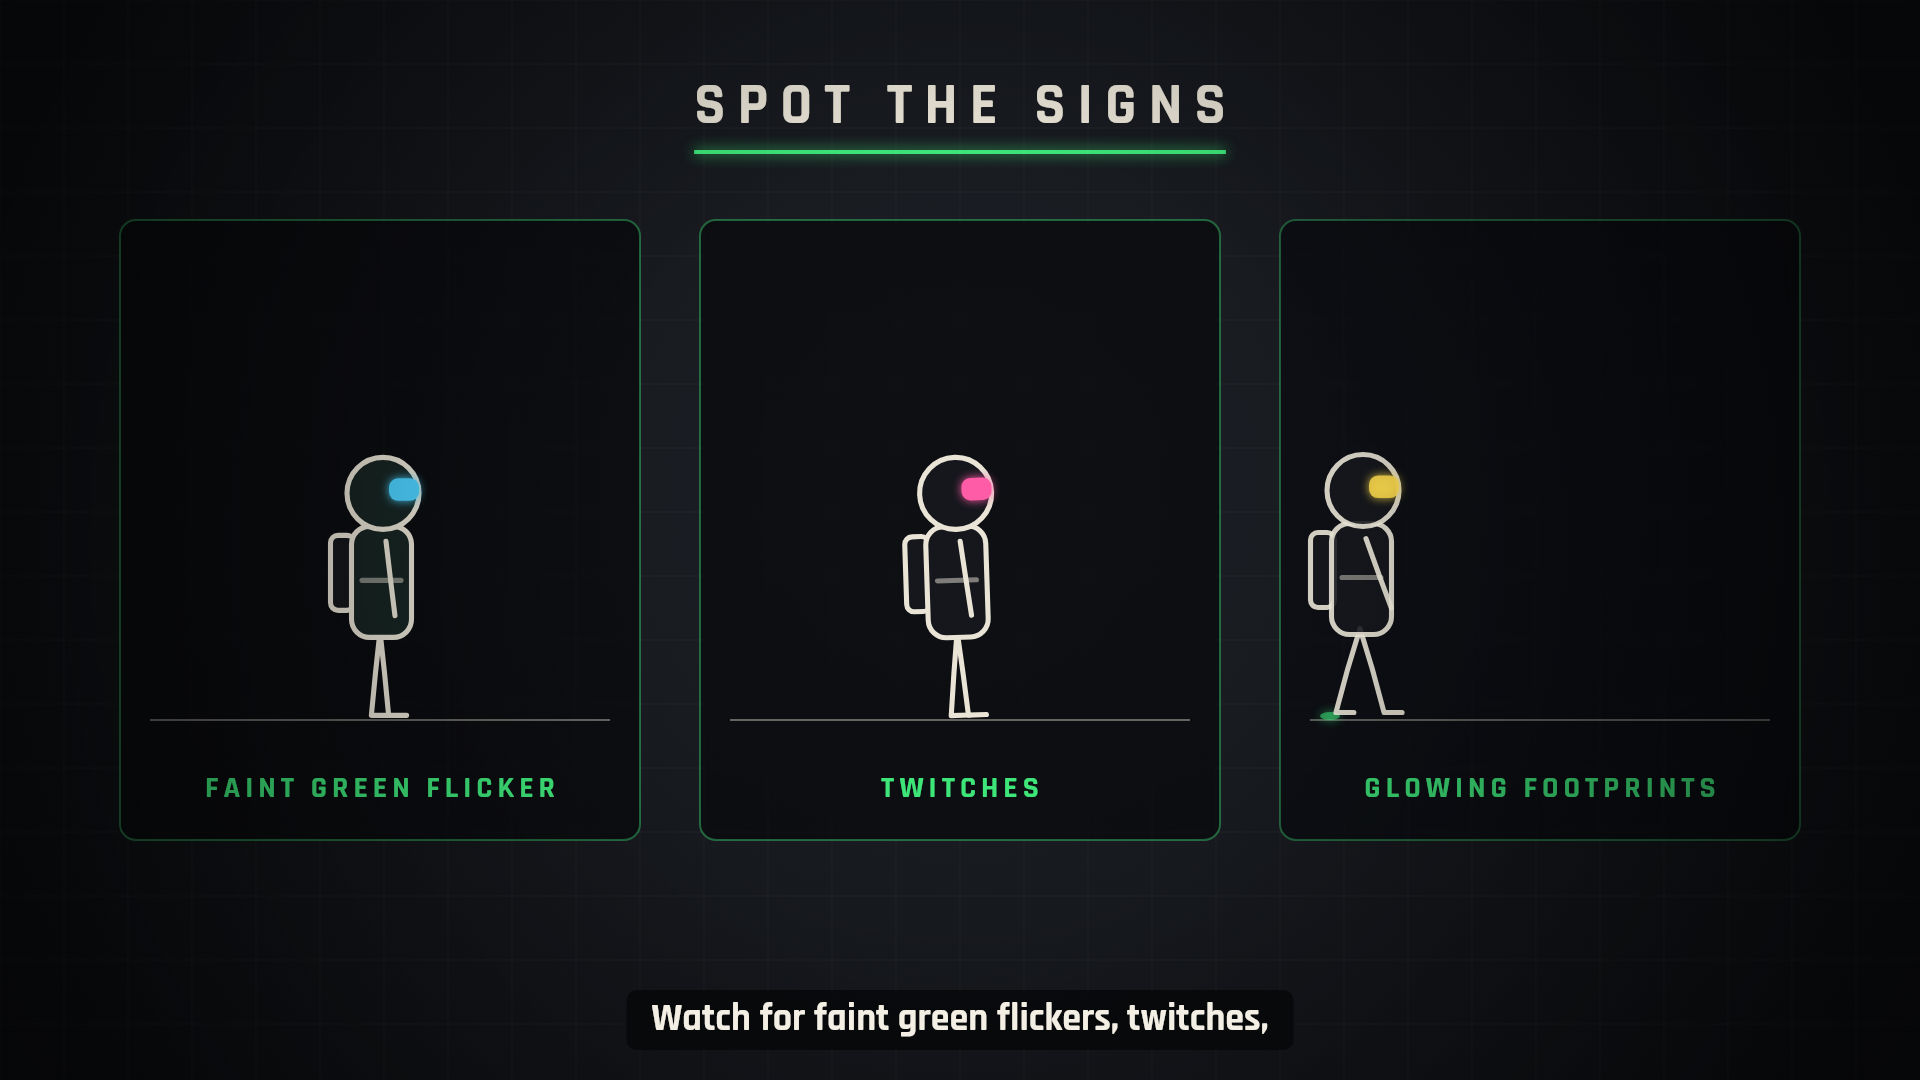 SPOT THE SIGNS
FAINT GREEN FLICKER
TWITCHES
GLOWING FOOTPRINTS
Watch for faint green flickers, twitches,